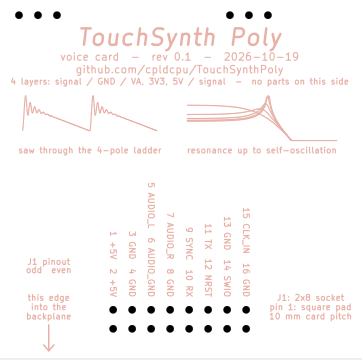 TouchSynth Poly
voice card – rev 0.1 – 2026-10-19
github.com/cpldcpu/TouchSynthPoly
4 layers: signal / GND / VA, 3V3, 5V / signal – no parts on this side
saw through the 4-pole ladder
resonance up to self-oscillation
1 +5V 2 +5V
3 GND 4 GND
5 AUDIO_L 6 AUDIO_GND
7 AUDIO_R 8 GND
9 SYNC 10 RX
11 TX 12 NRST
13 GND 14 SWIO
15 CLK_IN 16 GND
J1 pinout
odd even
this edge
into the
backplane
J1: 2x8 socket
pin 1: square pad
10 mm card pitch